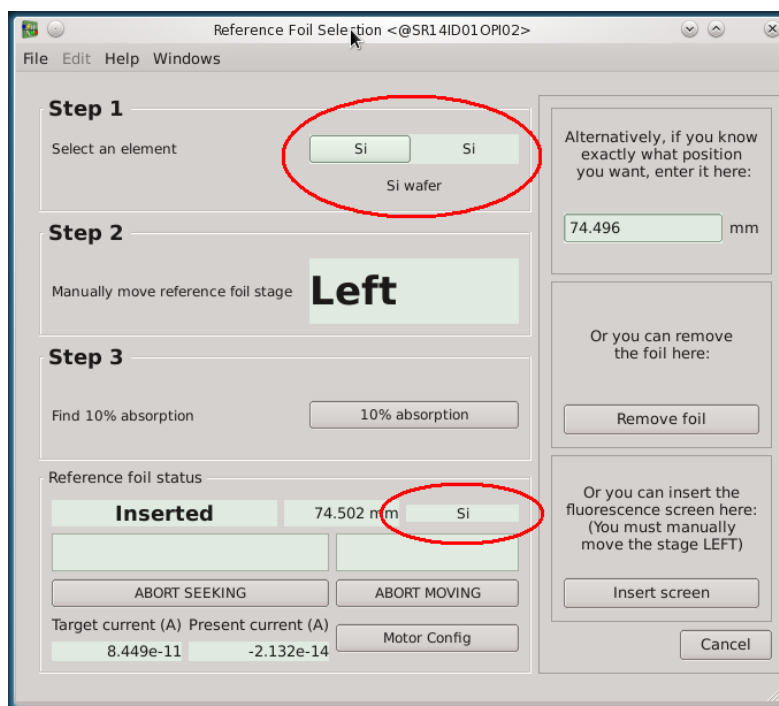 Reference Foil Selection <@SR14ID01OPI02>
File Edit Help Windows
Step 1
Select an element
Si
Si
Si wafer
Step 2
Manually move reference foil stage
Left
Step 3
Find 10% absorption
10% absorption
Reference foil status
Inserted
74.502 mm
Si
ABORT SEEKING
ABORT MOVING
Target current (A)
Present current (A)
8.449e-11
-2.132e-14
Motor Config
Alternatively, if you know
exactly what position
you want, enter it here:
74.496
mm
Or you can remove
the foil here:
Remove foil
Or you can insert the
fluorescence screen here:
(You must manually
move the stage LEFT)
Insert screen
Cancel